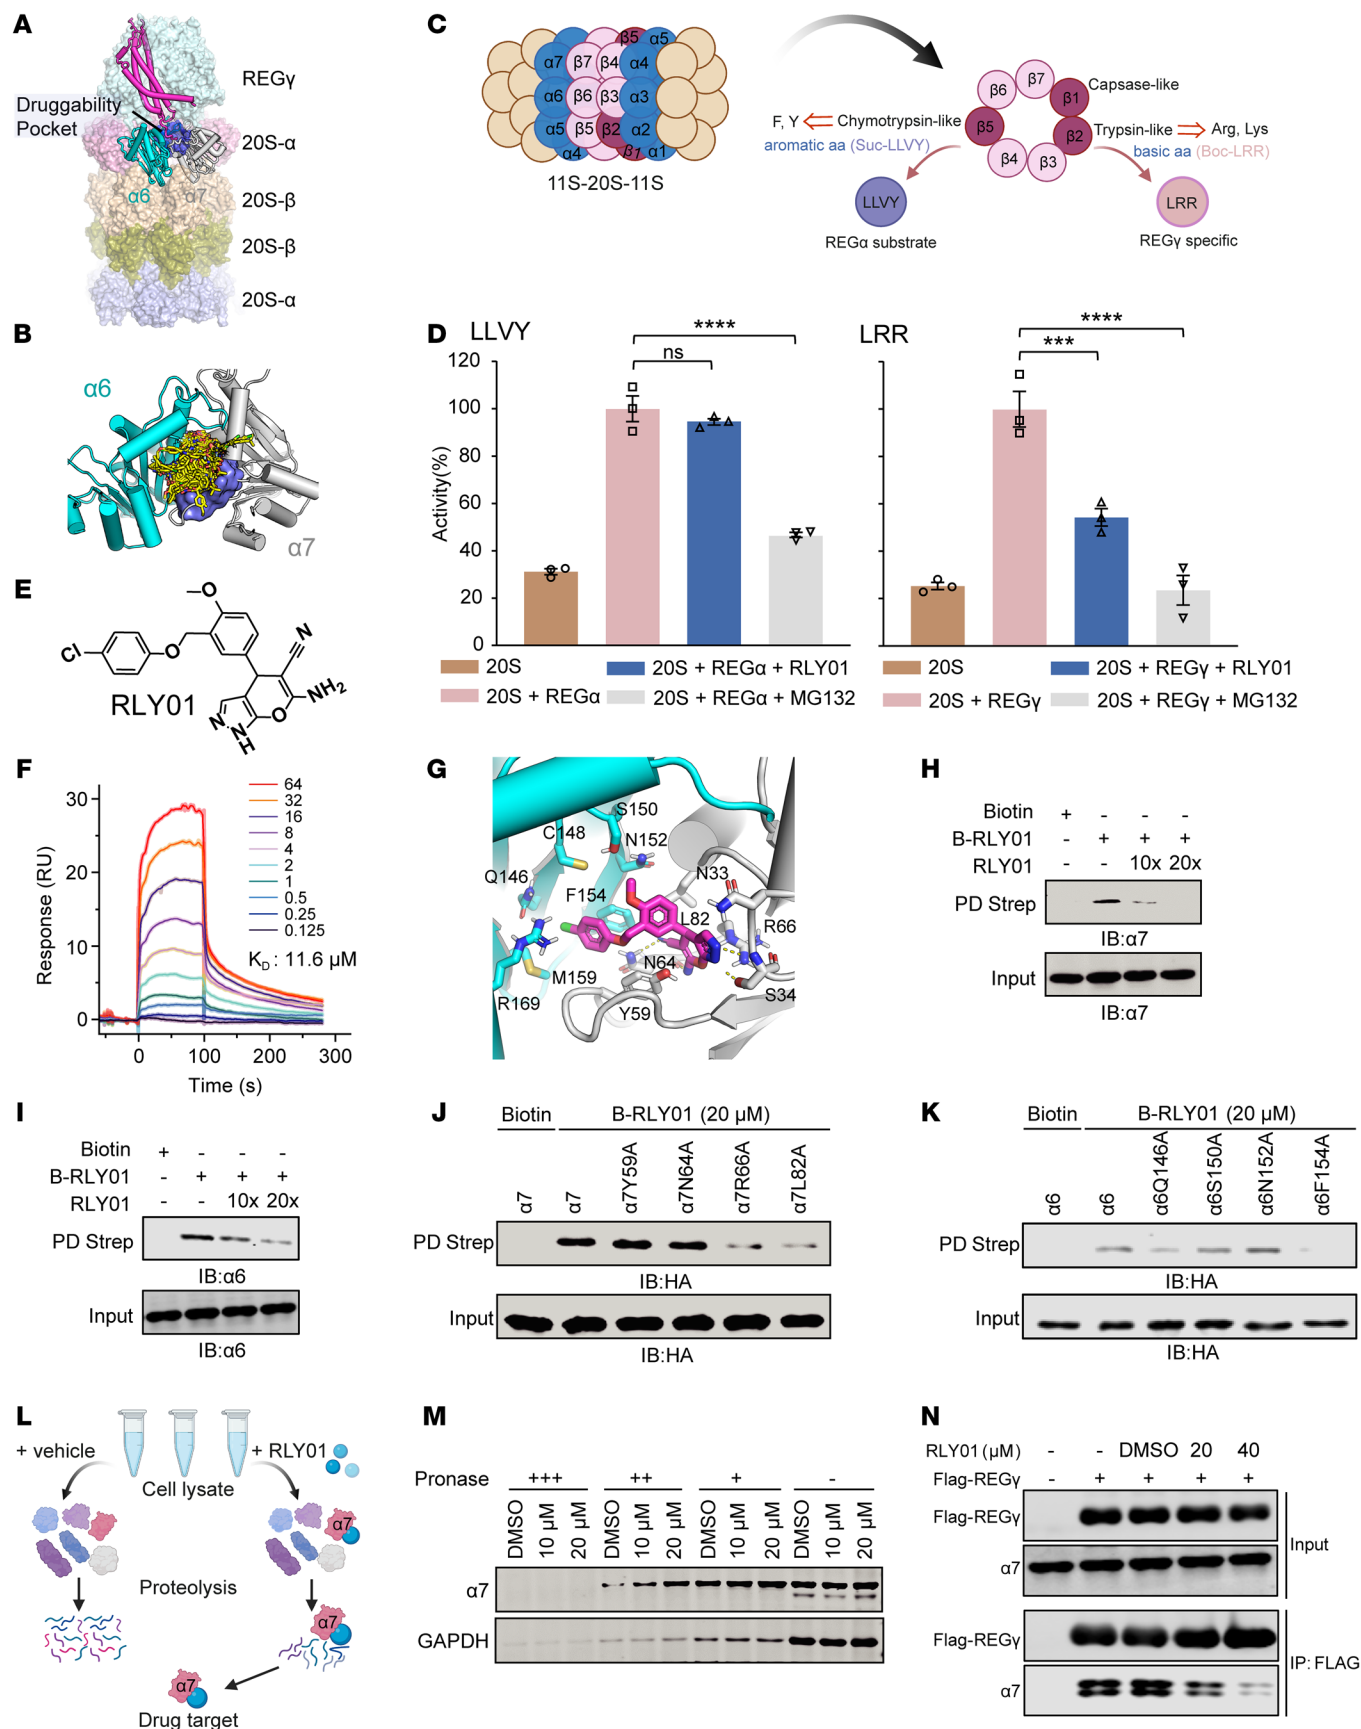 A
REGγ
Druggability
Pocket
20S-α
α6
α7
20S-β
20S-β
20S-α
B
α6
α7
C
β5 α5
α7 β7 β4 α4
α6 β6 β3 α3
α5 β5 β2 α2
α4 β1 α1
11S-20S-11S
β7
β6
β1
Capsase-like
F, Y
Chymotrypsin-like
β5
β2
Trypsin-like
Arg, Lys
aromatic aa (Suc-LLVY)
basic aa (Boc-LRR)
β4
β3
LLVY
LRR
REGα substrate
REGγ specific
D
LLVY
****
ns
Activity(%)
120
100
80
60
40
20
0
20S
20S + REGα + RLY01
20S + REGα
20S + REGα + MG132
LRR
****
***
20S
20S + REGγ + RLY01
20S + REGγ
20S + REGγ + MG132
E
O
Cl
O
N
NH2
O
N
N
H
RLY01
F
Response (RU)
30
20
10
0
64
32
16
8
4
2
1
0.5
0.25
0.125
KD : 11.6 μM
0 100 200 300
Time (s)
G
S150
C148
N152
Q146
N33
F154
L82
R66
N64
M159
S34
R169
Y59
H
Biotin + - - -
B-RLY01 - + + +
RLY01 - - 10x 20x
PD Strep
IB:α7
Input
IB:α7
I
Biotin + - - -
B-RLY01 - + + +
RLY01 - - 10x 20x
PD Strep
IB:α6
Input
IB:α6
J
Biotin B-RLY01 (20 μM)
α7 α7 α7Y59A α7N64A α7R66A α7L82A
PD Strep
IB:HA
Input
IB:HA
K
Biotin B-RLY01 (20 μM)
α6 α6 α6Q146A α6S150A α6N152A α6F154A
PD Strep
IB:HA
Input
IB:HA
L
+ vehicle
+ RLY01
Cell lysate
α7
Proteolysis
α7
α7
Drug target
M
Pronase +++ ++ + -
DMSO 10 μM 20 μM DMSO 10 μM 20 μM DMSO 10 μM 20 μM DMSO 10 μM 20 μM
α7
GAPDH
N
RLY01 (μM) - - DMSO 20 40
Flag-REGγ - + + + +
Flag-REGγ
Input
α7
Flag-REGγ
IP: FLAG
α7